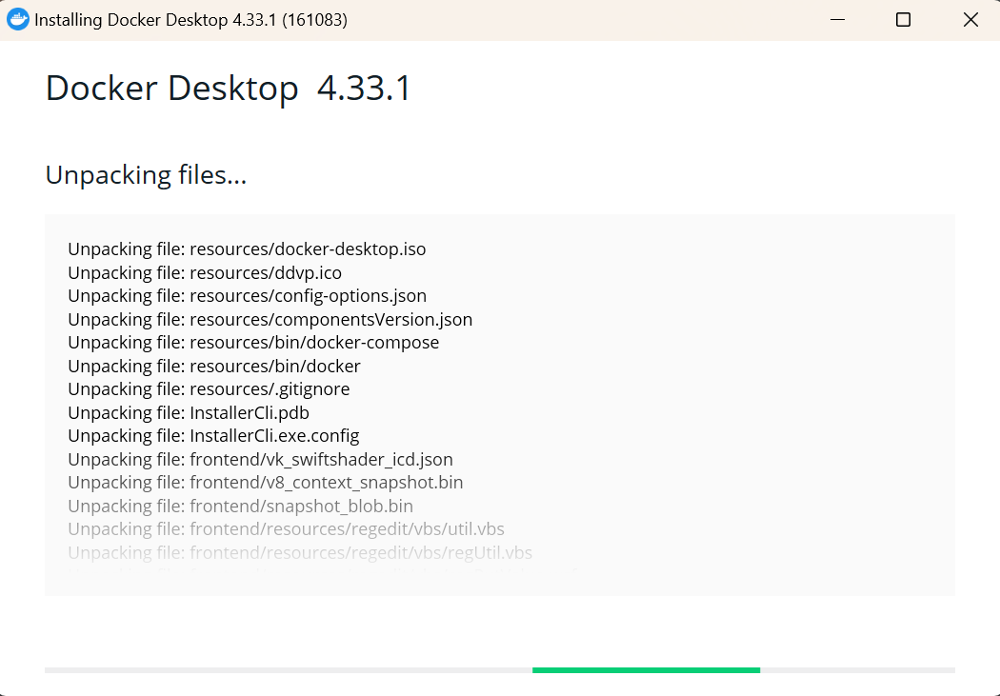 Installing Docker Desktop 4.33.1 (161083)
Docker Desktop 4.33.1
Unpacking files...
Unpacking file: resources/docker-desktop.iso
Unpacking file: resources/ddvp.ico
Unpacking file: resources/config-options.json
Unpacking file: resources/componentsVersion.json
Unpacking file: resources/bin/docker-compose
Unpacking file: resources/bin/docker
Unpacking file: resources/.gitignore
Unpacking file: InstallerCli.pdb
Unpacking file: InstallerCli.exe.config
Unpacking file: frontend/vk_swiftshader_icd.json
Unpacking file: frontend/v8_context_snapshot.bin
Unpacking file: frontend/snapshot_blob.bin
Unpacking file: frontend/resources/regedit/vbs/util.vbs
Unpacking file: frontend/resources/regedit/vbs/regUtil.vbs